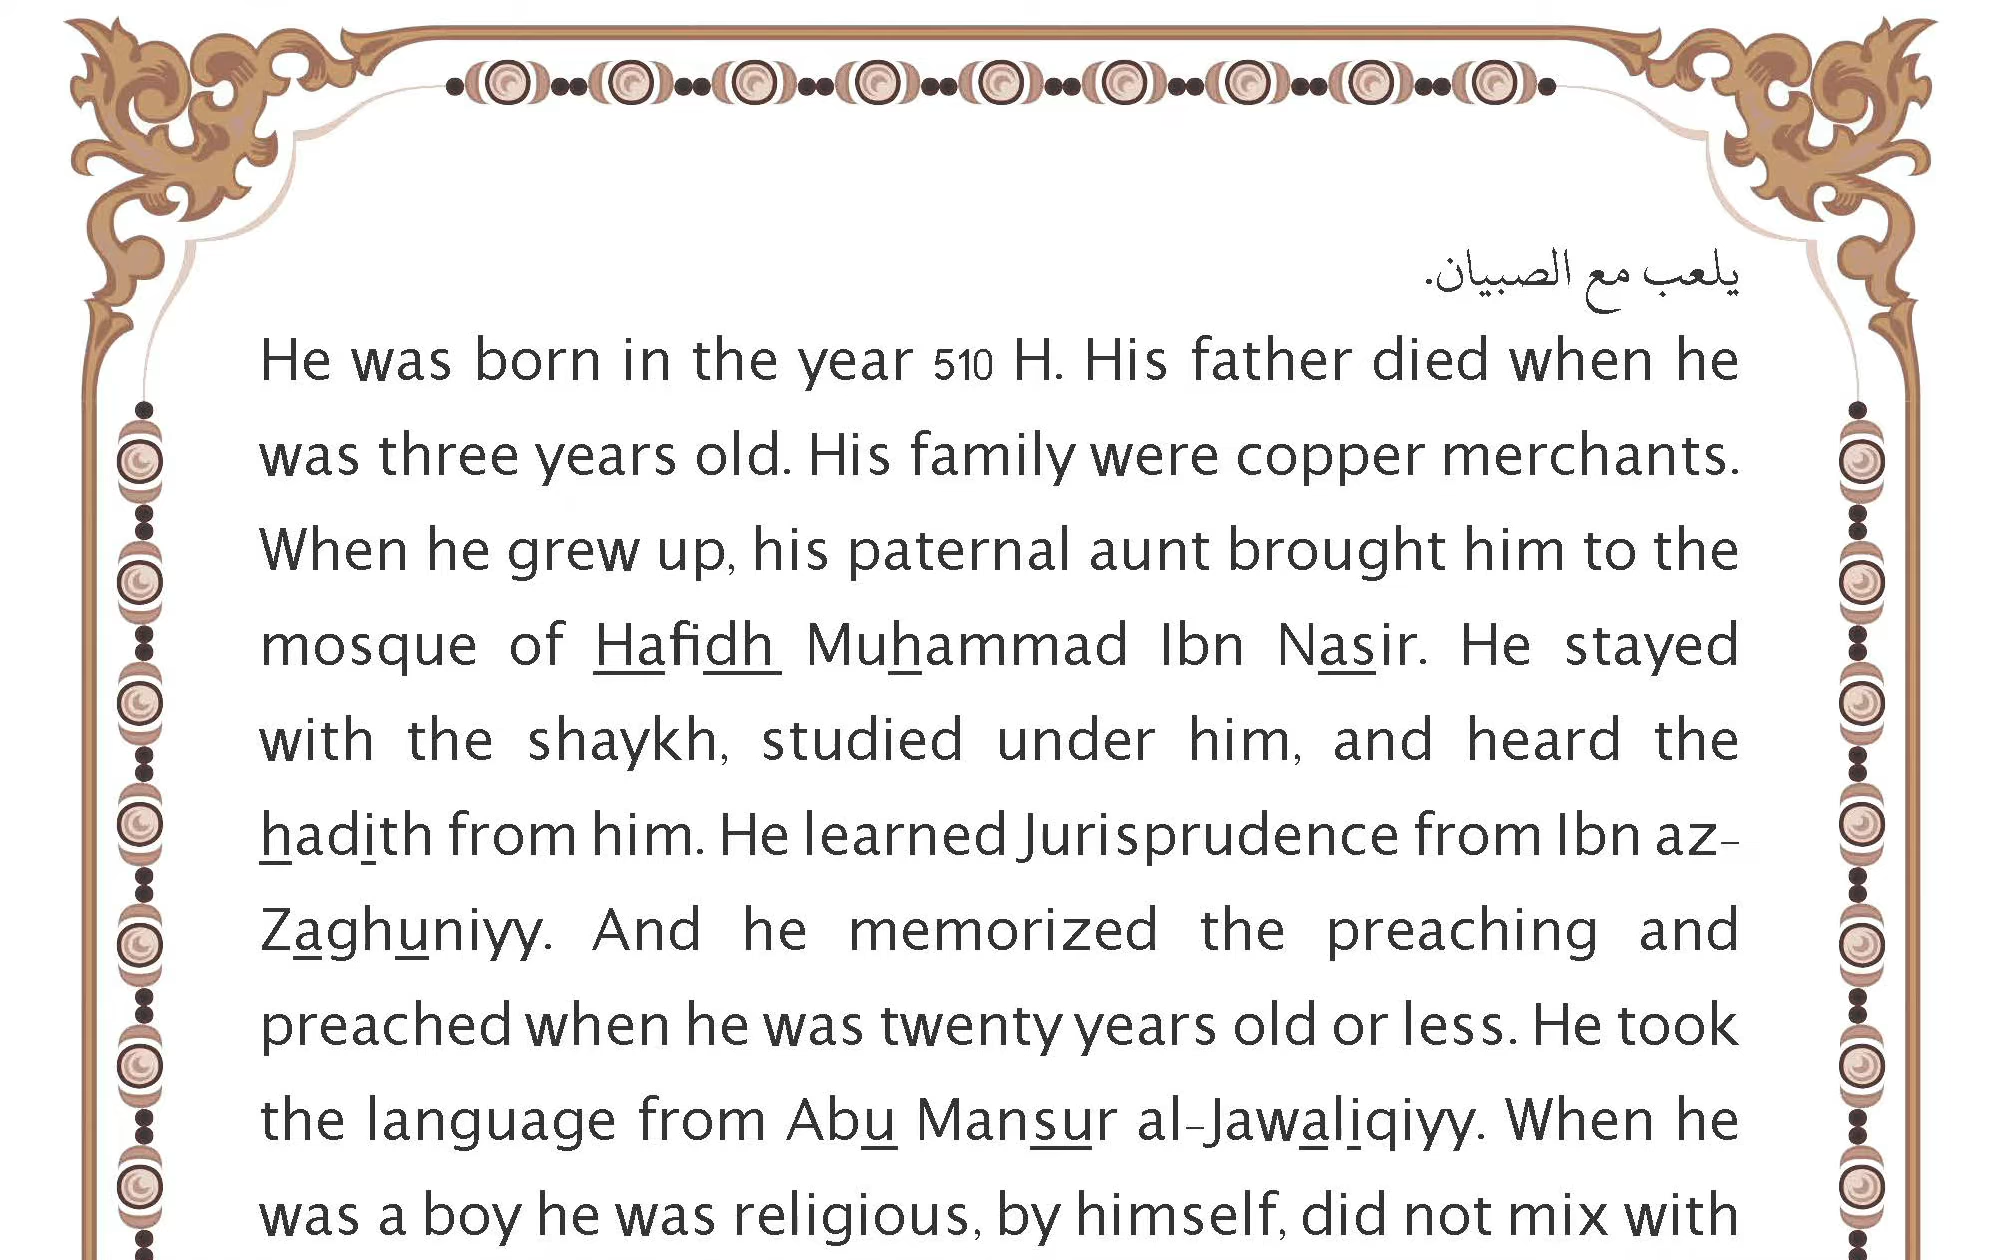 يلعب مع الصبيان.
He was born in the year 510 H. His father died when he
was three years old. His family were copper merchants.
When he grew up, his paternal aunt brought him to the
mosque of Hafidh Muhammad Ibn Nasir. He stayed
with the shaykh, studied under him, and heard the
hadith from him. He learned Jurisprudence from Ibn az-
Zaghuniyy. And he memorized the preaching and
preached when he was twenty years old or less. He took
the language from Abu Mansur al-Jawaliqiyy. When he
was a boy he was religious, by himself, did not mix with